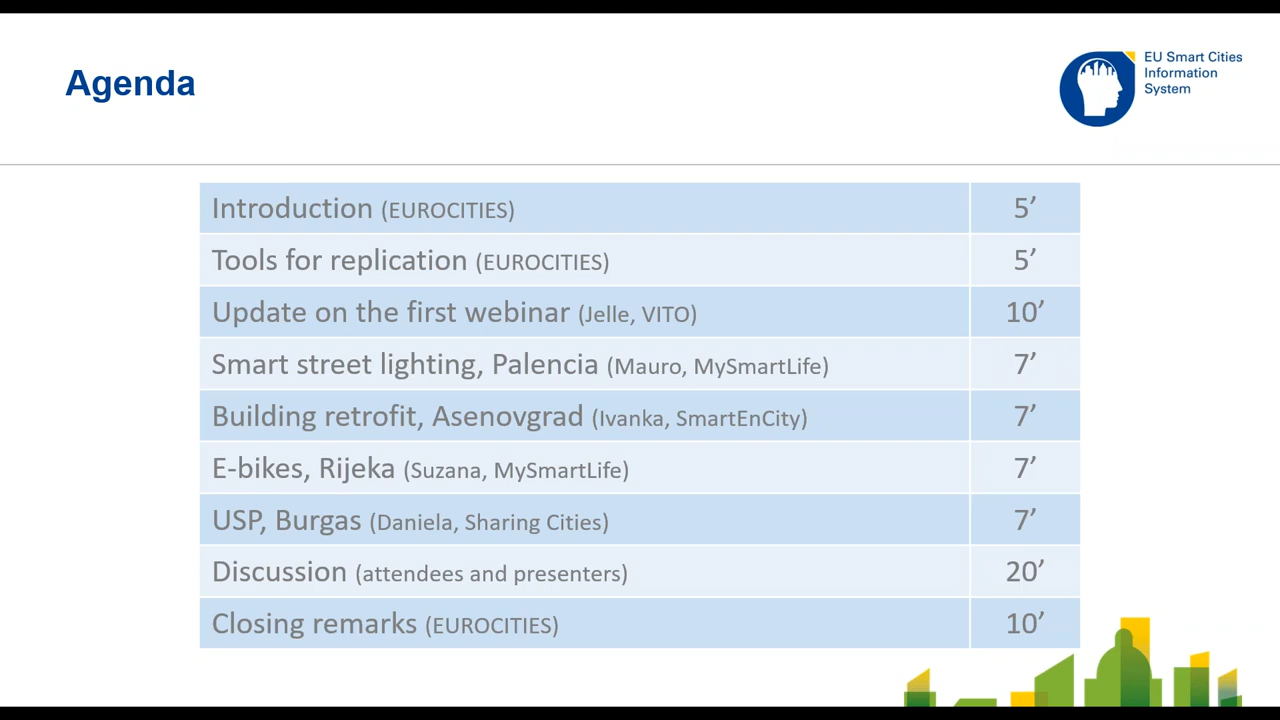 Agenda
EU Smart Cities
Information
System
Introduction (EUROCITIES) 5’
Tools for replication (EUROCITIES) 5’
Update on the first webinar (Jelle, VITO) 10’
Smart street lighting, Palencia (Mauro, MySmartLife) 7’
Building retrofit, Asenovgrad (Ivanka, SmartEnCity) 7’
E-bikes, Rijeka (Suzana, MySmartLife) 7’
USP, Burgas (Daniela, Sharing Cities) 7’
Discussion (attendees and presenters) 20’
Closing remarks (EUROCITIES) 10’